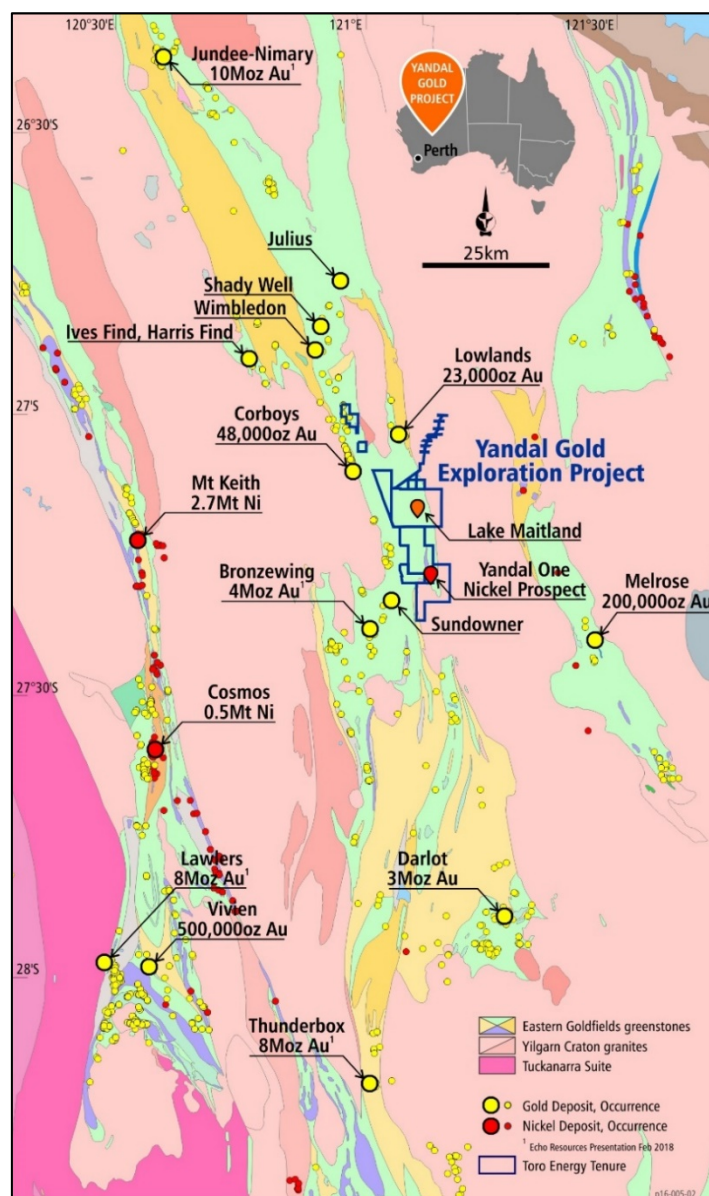 120°30'E
121°E
121°30'E
Jundee-Nimary
10Moz Au¹
YANDAL
GOLD
PROJECT
Perth
26°30'S
25km
Julius
Shady Well
Wimbledon
Ives Find, Harris Find
Lowlands
23,000oz Au
27°S
Corboys
48,000oz Au
Yandal Gold
Exploration Project
Mt Keith
2.7Mt Ni
Lake Maitland
Bronzewing
4Moz Au¹
Yandal One
Nickel Prospect
Melrose
200,000oz Au
Sundowner
27°30'S
Cosmos
0.5Mt Ni
Lawlers
8Moz Au¹
Darlot
3Moz Au
Vivien
500,000oz Au
28°S
Thunderbox
8Moz Au¹
Eastern Goldfields greenstones
Yilgarn Craton granites
Tuckanarra Suite
Gold Deposit, Occurrence
Nickel Deposit, Occurrence
¹ Echo Resources Presentation Feb 2018
Toro Energy Tenure
p16-005-02